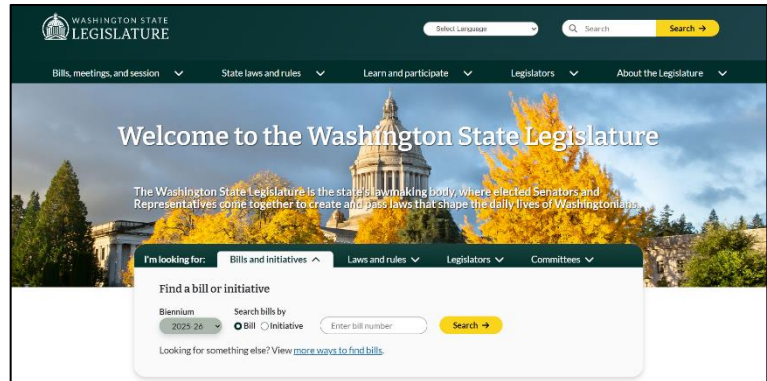 WASHINGTON STATE
LEGISLATURE
Select Language
Search
Search →
Bills, meetings, and session
State laws and rules
Learn and participate
Legislators
About the Legislature
Welcome to the Washington State Legislature
The Washington State Legislature is the state's lawmaking body, where elected Senators and
Representatives come together to create and pass laws that shape the daily lives of Washingtonians.
I'm looking for:
Bills and initiatives
Laws and rules
Legislators
Committees
Find a bill or initiative
Biennium
Search bills by
2025-26
Bill
Initiative
Enter bill number
Search →
Looking for something else? View more ways to find bills.